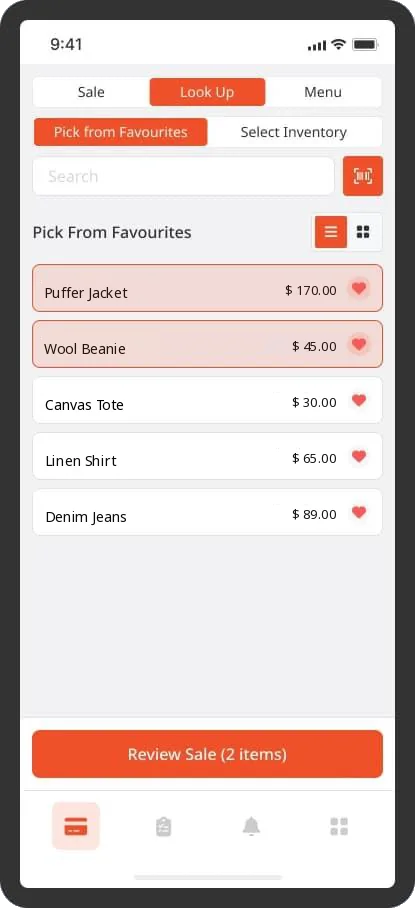 9:41
Sale Look Up Menu
Pick from Favourites Select Inventory
Search
Pick From Favourites
Puffer Jacket $ 170.00
Wool Beanie $ 45.00
Canvas Tote $ 30.00
Linen Shirt $ 65.00
Denim Jeans $ 89.00
Review Sale (2 items)